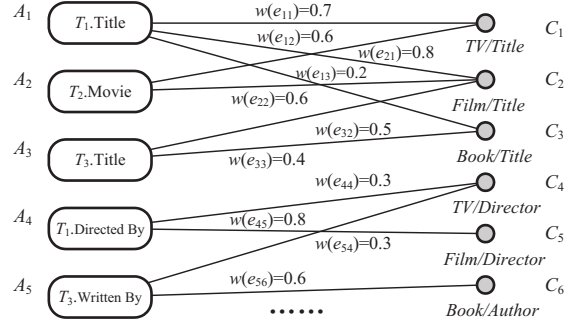 A1 T1.Title w(e11)=0.7 C1
w(e12)=0.6 w(e21)=0.8 TV/Title
A2 T2.Movie w(e13)=0.2 C2
w(e22)=0.6 Film/Title
w(e32)=0.5
A3 T3.Title w(e33)=0.4 C3
Book/Title
w(e44)=0.3 C4
TV/Director
A4 T1.Directed By w(e45)=0.8 C5
w(e54)=0.3 Film/Director
A5 T3.Written By w(e56)=0.6 C6
Book/Author
......